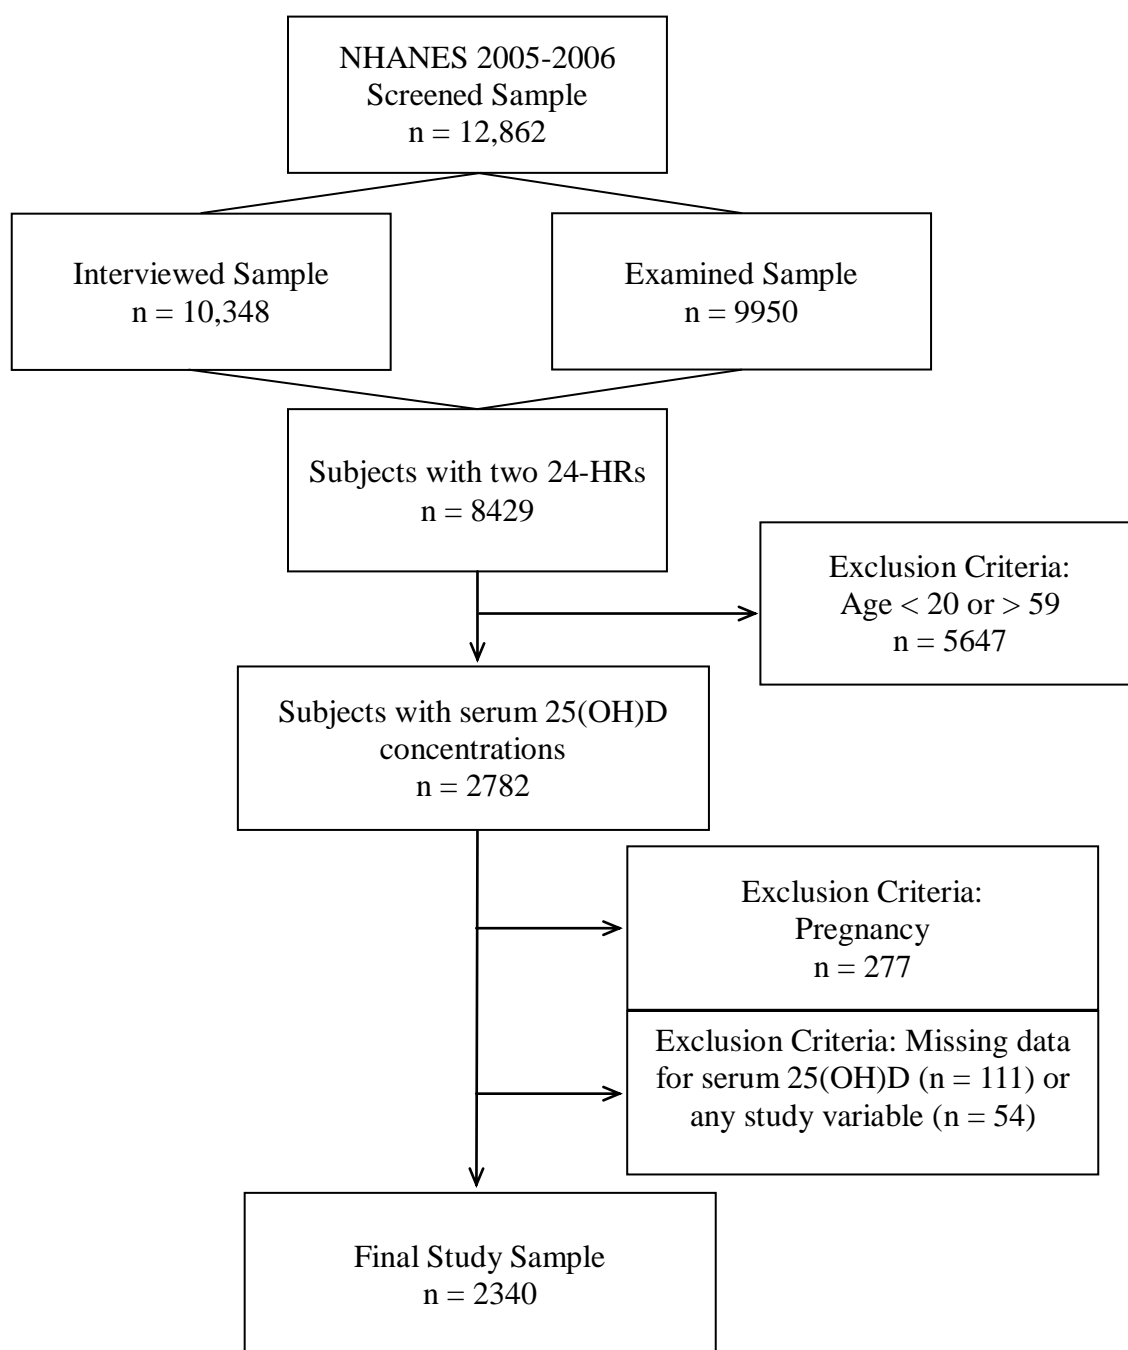 NHANES 2005-2006
Screened Sample
n = 12,862
Interviewed Sample
n = 10,348
Examined Sample
n = 9950
Subjects with two 24-HRs
n = 8429
Exclusion Criteria:
Age < 20 or > 59
n = 5647
Subjects with serum 25(OH)D
concentrations
n = 2782
Exclusion Criteria:
Pregnancy
n = 277
Exclusion Criteria: Missing data
for serum 25(OH)D (n = 111) or
any study variable (n = 54)
Final Study Sample
n = 2340